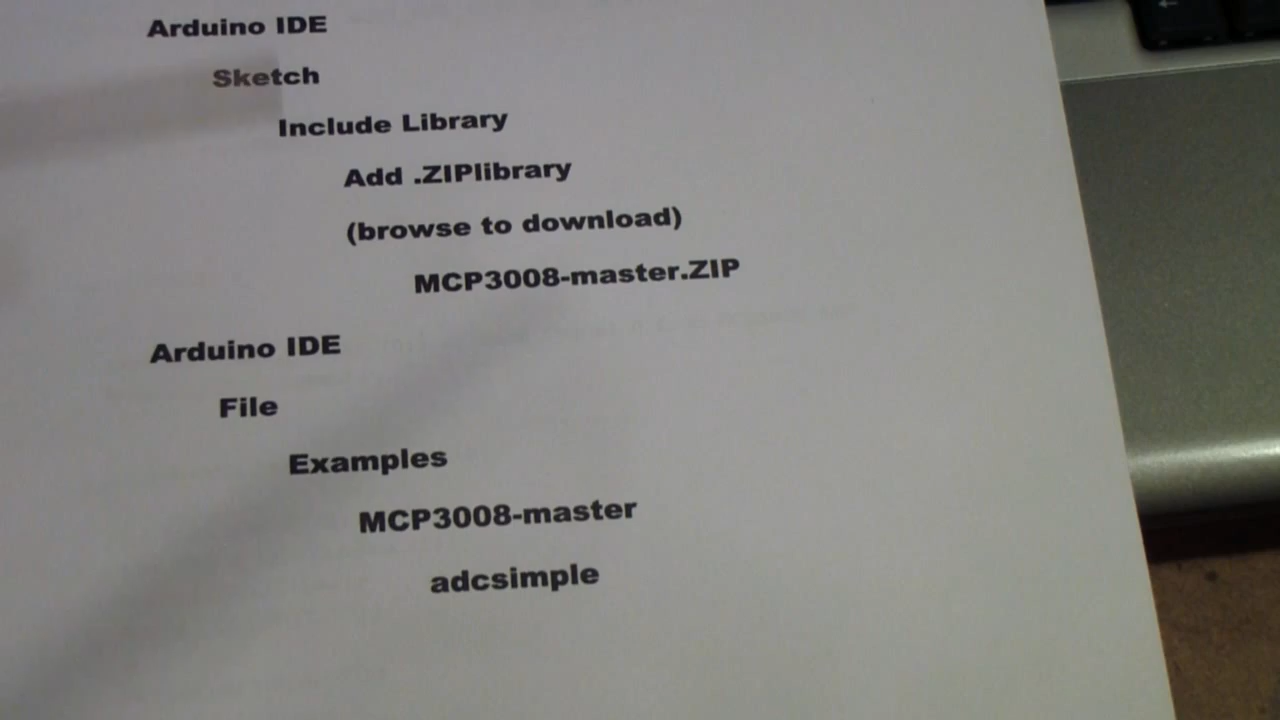 Arduino IDE
Sketch
Include Library
Add .ZIPlibrary
(browse to download)
MCP3008-master.ZIP
Arduino IDE
File
Examples
MCP3008-master
adcsimple